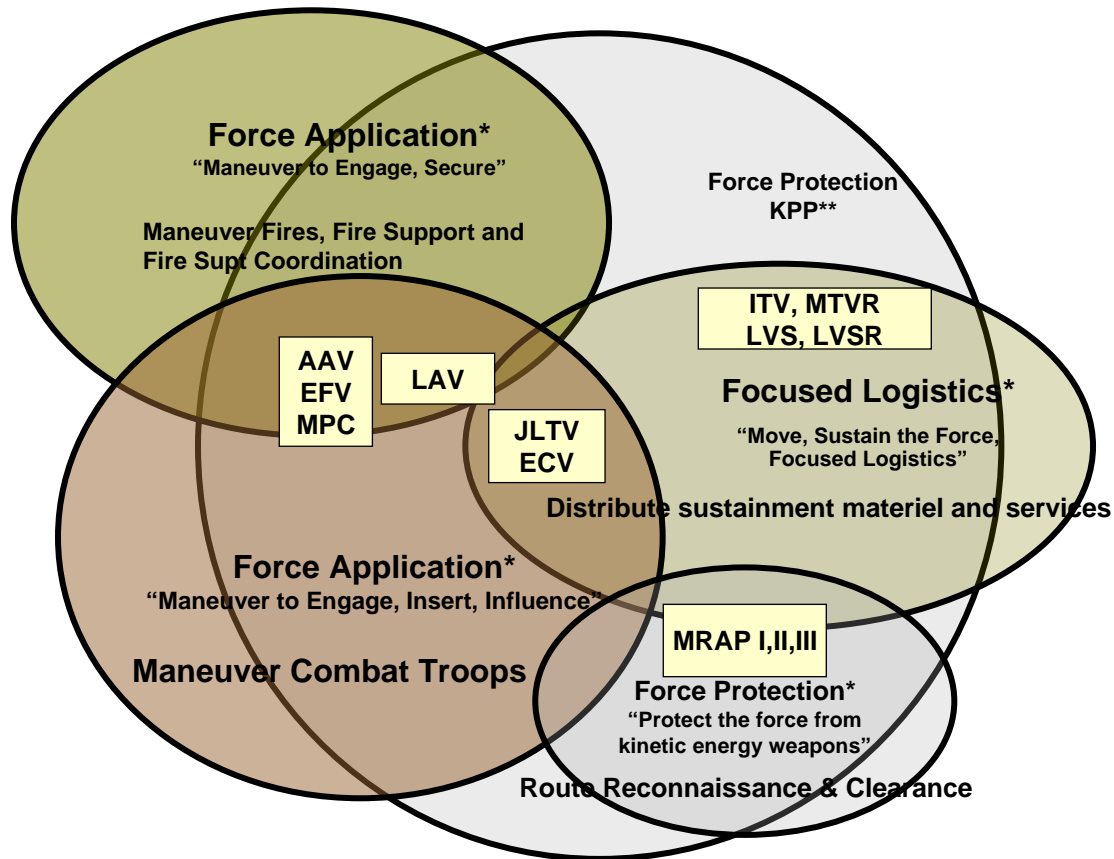 Force Application*
“Maneuver to Engage, Secure”
Maneuver Fires, Fire Support and
Fire Supt Coordination
Force Protection
KPP**
ITV, MTVR
LVS, LVSR
AAV
EFV
MPC
LAV
JLTV
ECV
Focused Logistics*
“Move, Sustain the Force,
Focused Logistics”
Distribute sustainment materiel and services
Force Application*
“Maneuver to Engage, Insert, Influence”
Maneuver Combat Troops
MRAP I,II,III
Force Protection*
“Protect the force from
kinetic energy weapons”
Route Reconnaissance & Clearance